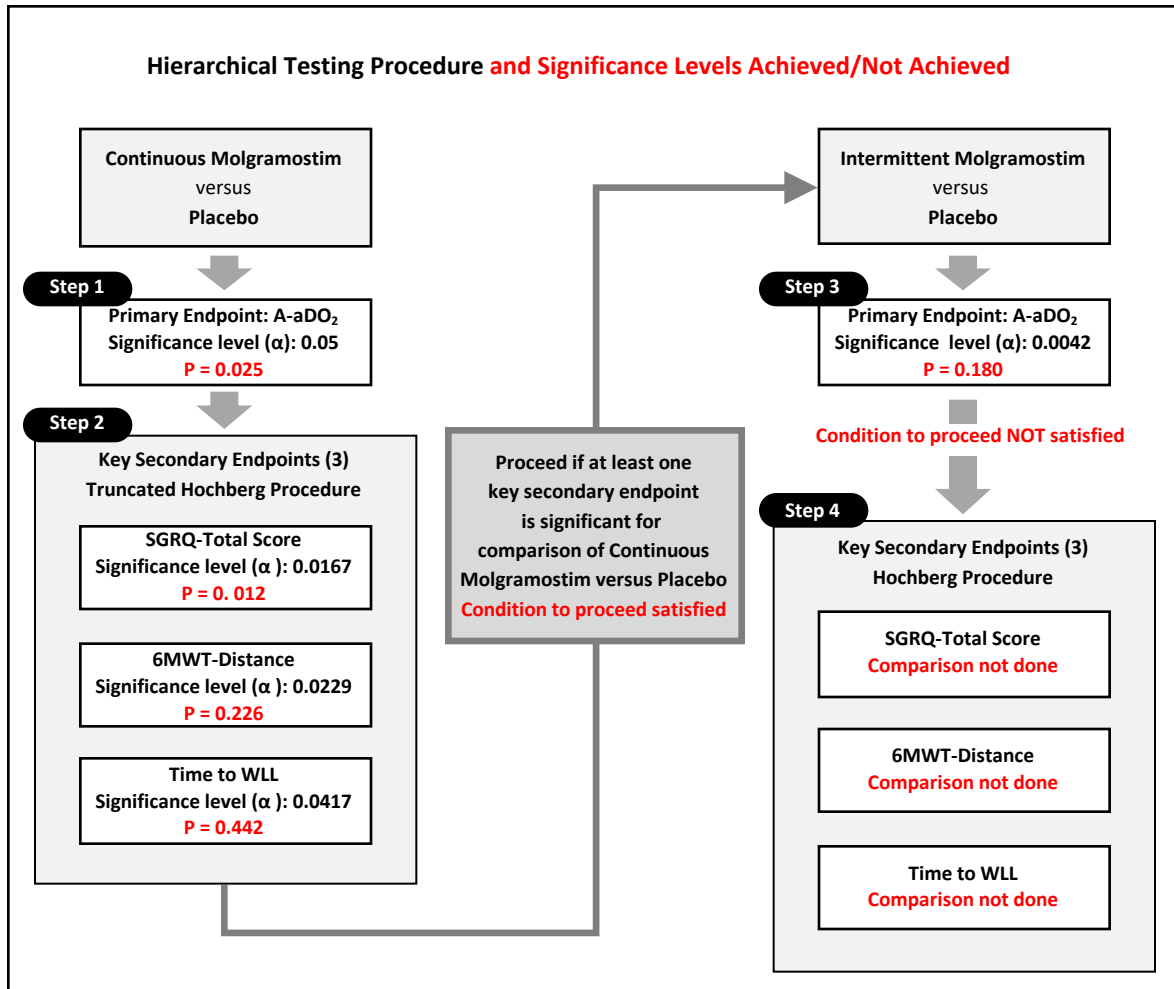 Hierarchical Testing Procedure and Significance Levels Achieved/Not Achieved
Continuous Molgramostim
versus
Placebo
Step 1
Primary Endpoint: A-aDO₂
Significance level (α): 0.05
P = 0.025
Step 2
Key Secondary Endpoints (3)
Truncated Hochberg Procedure
SGRQ-Total Score
Significance level (α ): 0.0167
P = 0. 012
6MWT-Distance
Significance level (α ): 0.0229
P = 0.226
Time to WLL
Significance level (α ): 0.0417
P = 0.442
Proceed if at least one
key secondary endpoint
is significant for
comparison of Continuous
Molgramostim versus Placebo
Condition to proceed satisfied
Intermittent Molgramostim
versus
Placebo
Step 3
Primary Endpoint: A-aDO₂
Significance level (α): 0.0042
P = 0.180
Condition to proceed NOT satisfied
Step 4
Key Secondary Endpoints (3)
Hochberg Procedure
SGRQ-Total Score
Comparison not done
6MWT-Distance
Comparison not done
Time to WLL
Comparison not done